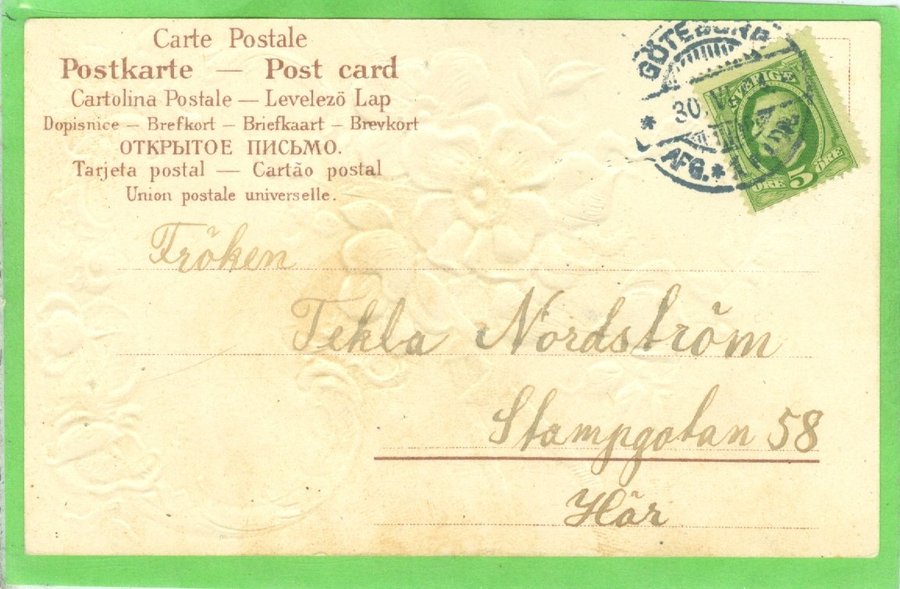 Carte Postale
Postkarte — Post card
Cartolina Postale — Levelező Lap
Dopisnice — Brefkort — Briefkaart — Brevkort
ОТКРЫТОЕ ПИСЬМО.
Tarjeta postal — Cartão postal
Union postale universelle.
GÖTEBORG
30
AFG.
SVERIGE
ÖRE 5 ÖRE
Fröken
Tekla Nordström
Stampgatan 58
Här